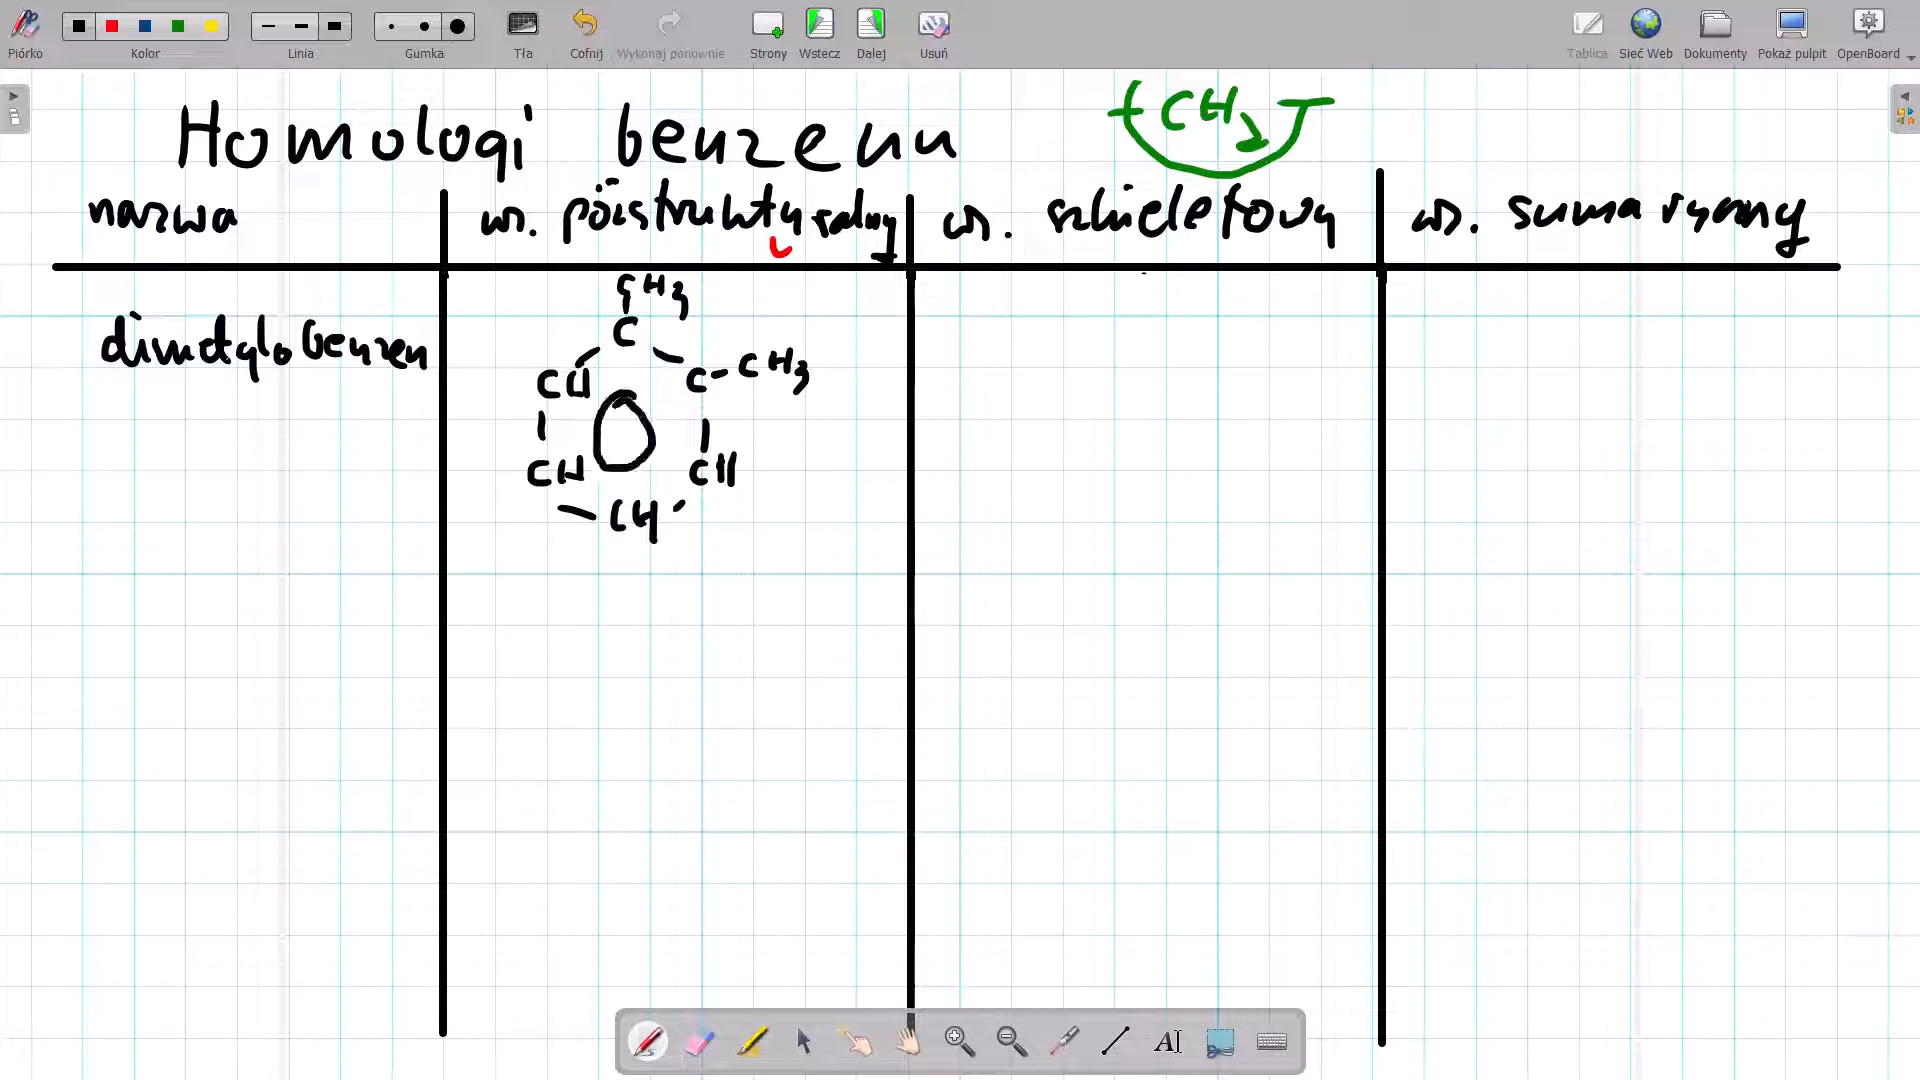 Piórko Kolor Linia Gumka Tła Cofnij Wykonaj ponownie Strony Wstecz Dalej Usuń Tablica Sieć Web Dokumenty Pokaż pulpit OpenBoard
Homologi benzenu
CH2
nazwa w. półstrukturalny w. szkieletowy w. sumaryczny
dimetylobenzen
CH3
C
CH C-CH3
CH CH
CH